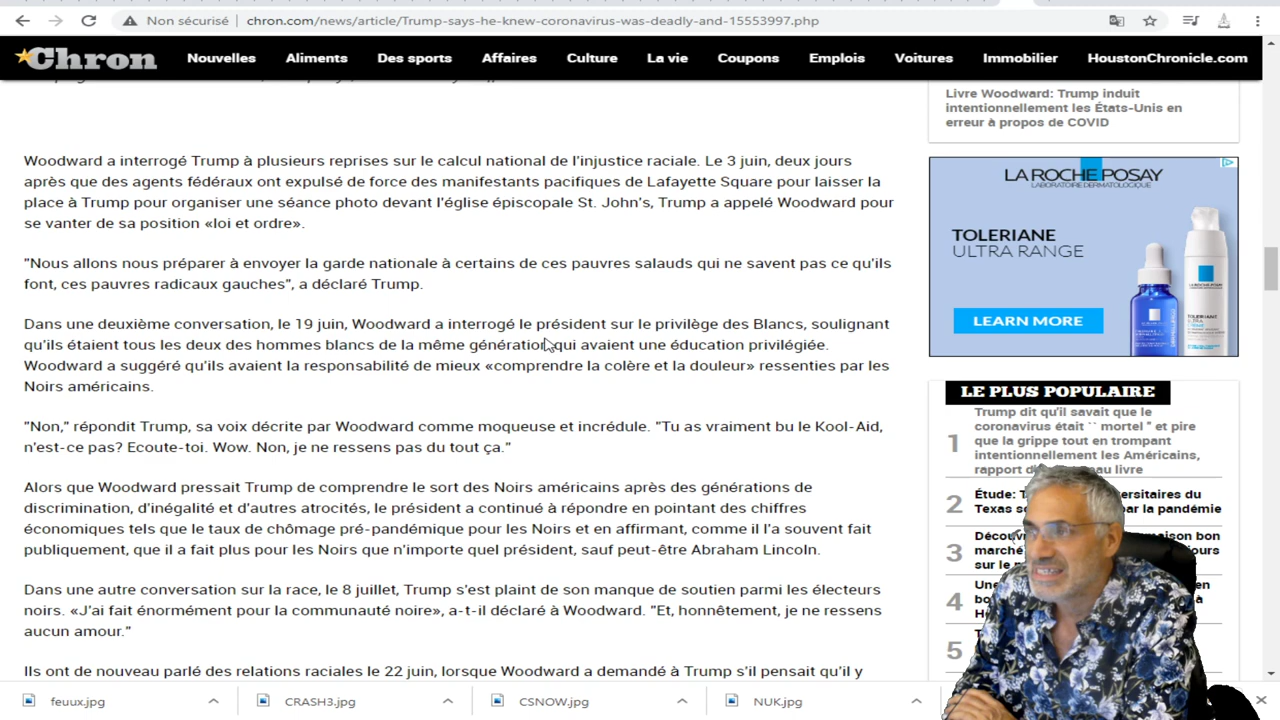 Non sécurisé | chron.com/news/article/Trump-says-he-knew-coronavirus-was-deadly-and-15553997.php
Chron Nouvelles Aliments Des sports Affaires Culture La vie Coupons Emplois Voitures Immobilier HoustonChronicle.com
Livre Woodward: Trump induit
intentionnellement les États-Unis en
erreur à propos de COVID
Woodward a interrogé Trump à plusieurs reprises sur le calcul national de l'injustice raciale. Le 3 juin, deux jours
après que des agents fédéraux ont expulsé de force des manifestants pacifiques de Lafayette Square pour laisser la
place à Trump pour organiser une séance photo devant l'église épiscopale St. John's, Trump a appelé Woodward pour
se vanter de sa position «loi et ordre».
"Nous allons nous préparer à envoyer la garde nationale à certains de ces pauvres salauds qui ne savent pas ce qu'ils
font, ces pauvres radicaux gauches", a déclaré Trump.
Dans une deuxième conversation, le 19 juin, Woodward a interrogé le président sur le privilège des Blancs, soulignant
qu'ils étaient tous les deux des hommes blancs de la même génération qui avaient une éducation privilégiée.
Woodward a suggéré qu'ils avaient la responsabilité de mieux «comprendre la colère et la douleur» ressenties par les
Noirs américains.
"Non," répondit Trump, sa voix décrite par Woodward comme moqueuse et incrédule. "Tu as vraiment bu le Kool-Aid,
n'est-ce pas? Ecoute-toi. Wow. Non, je ne ressens pas du tout ça."
Alors que Woodward pressait Trump de comprendre le sort des Noirs américains après des générations de
discrimination, d'inégalité et d'autres atrocités, le président a continué à répondre en pointant des chiffres
économiques tels que le taux de chômage pré-pandémique pour les Noirs et en affirmant, comme il l'a souvent fait
publiquement, que il a fait plus pour les Noirs que n'importe quel président, sauf peut-être Abraham Lincoln.
Dans une autre conversation sur la race, le 8 juillet, Trump s'est plaint de son manque de soutien parmi les électeurs
noirs. «J'ai fait énormément pour la communauté noire», a-t-il déclaré à Woodward. "Et, honnêtement, je ne ressens
aucun amour."
Ils ont de nouveau parlé des relations raciales le 22 juin, lorsque Woodward a demandé à Trump s'il pensait qu'il y
LA ROCHE POSAY
LABORATOIRE DERMATOLOGIQUE
TOLERIANE
ULTRA RANGE
LEARN MORE
LE PLUS POPULAIRE
1 Trump dit qu'il savait que le
coronavirus était `` mortel " et pire
que la grippe tout en trompant
intentionnellement les Américains,
rapport
2 Étude:
Texas par la pandémie
3 bon
marché
sur le
4
5
feuux.jpg CRASH3.jpg CSNOW.jpg NUK.jpg